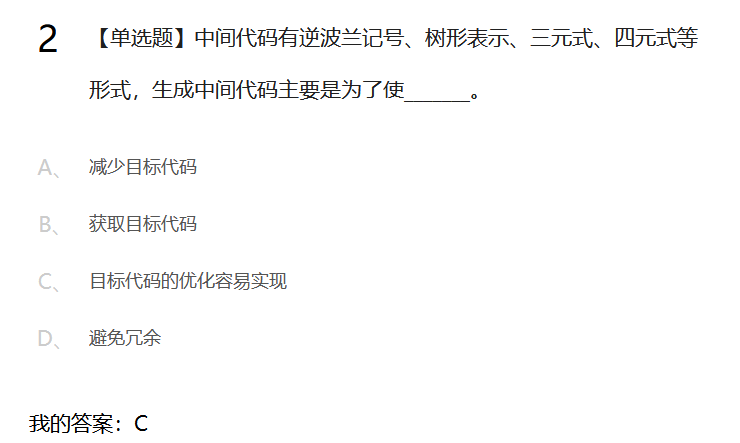 2 【单选题】中间代码有逆波兰记号、树形表示、三元式、四元式等
形式，生成中间代码主要是为了使______。
A、 减少目标代码
B、 获取目标代码
C、 目标代码的优化容易实现
D、 避免冗余
我的答案：C